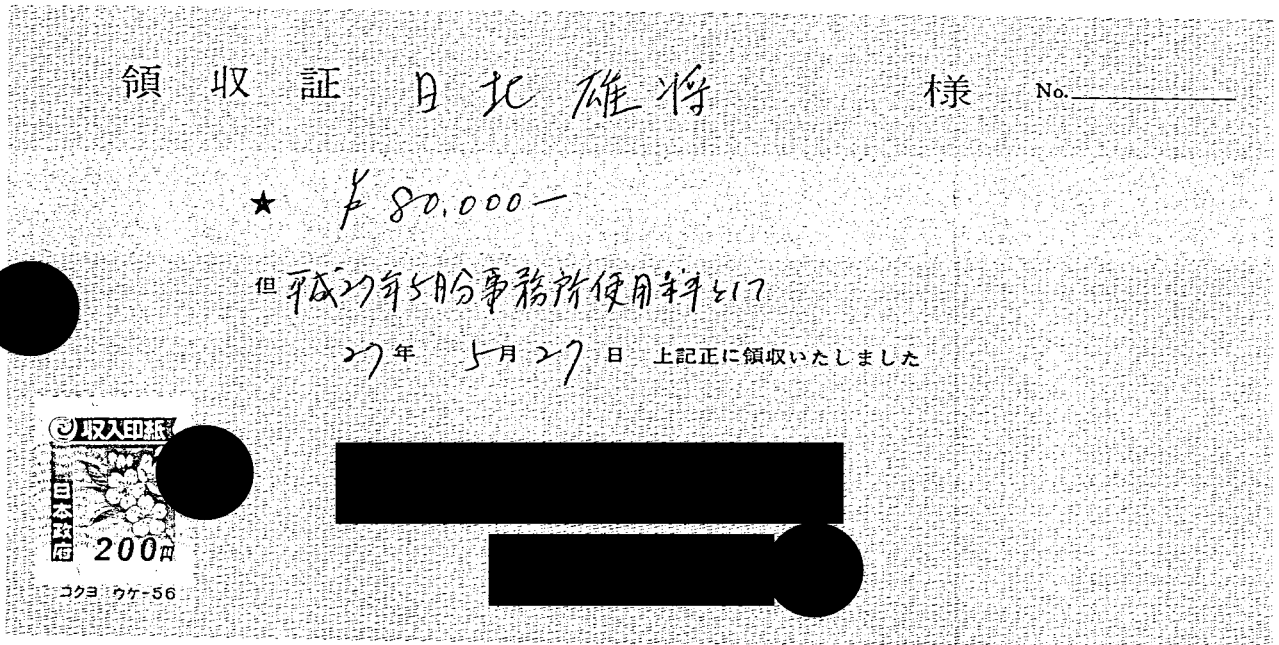 領収証 日北雄将 様 No.
★ ¥80,000-
但 平成27年5月分事務所使用料として
27年 5月27日 上記正に領収いたしました
収入印紙
日本政府
200円
コクヨ ウケ-56